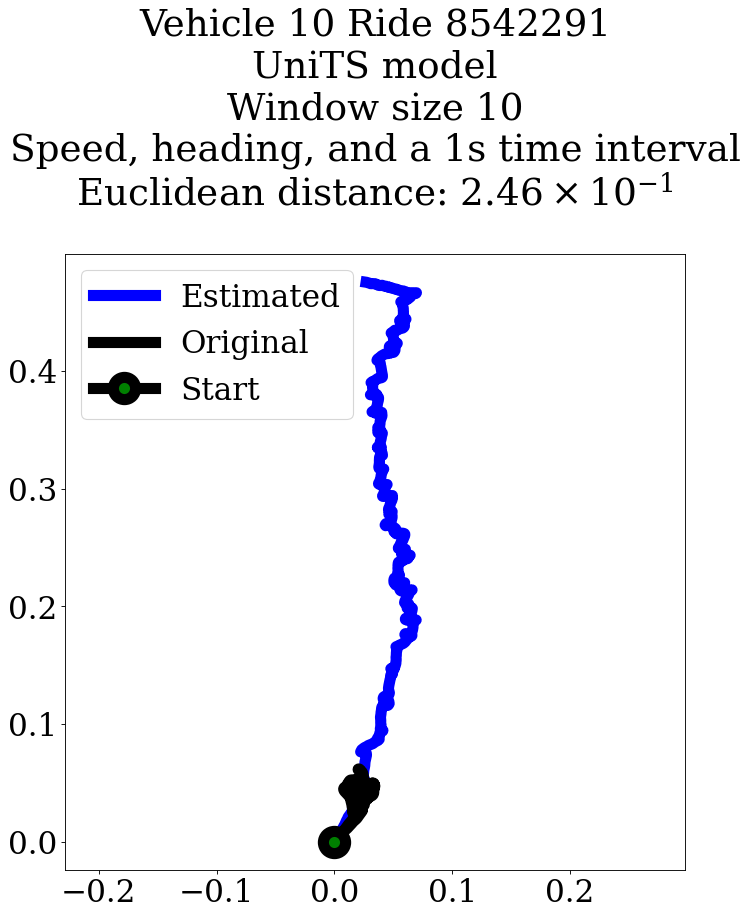 Vehicle 10 Ride 8542291
UniTS model
Window size 10
Speed, heading, and a 1s time interval
Euclidean distance: 2.46 × 10⁻¹
Estimated
Original
Start
0.4
0.3
0.2
0.1
0.0
−0.2 −0.1 0.0 0.1 0.2